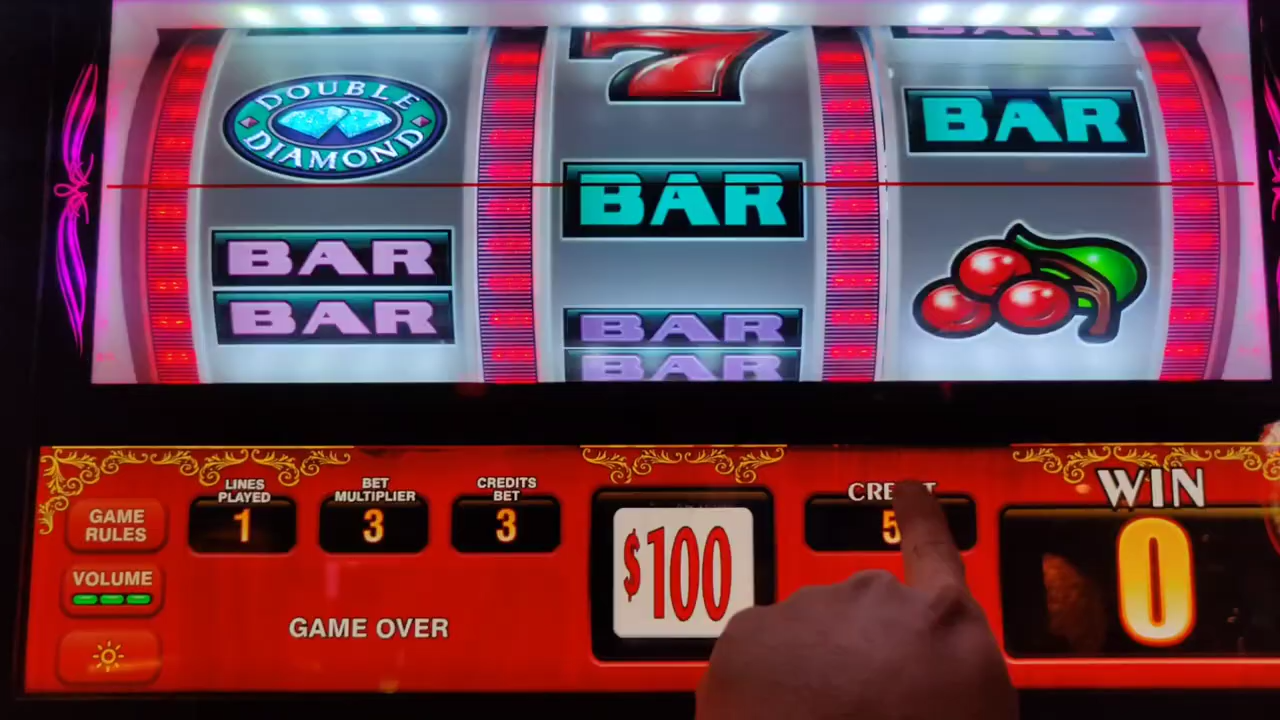 DOUBLE
DIAMOND
7
BAR
BAR
BAR
BAR
BAR
BAR
LINES
PLAYED
1
BET
MULTIPLIER
3
CREDITS
BET
3
GAME
RULES
VOLUME
GAME OVER
$100
WIN
0